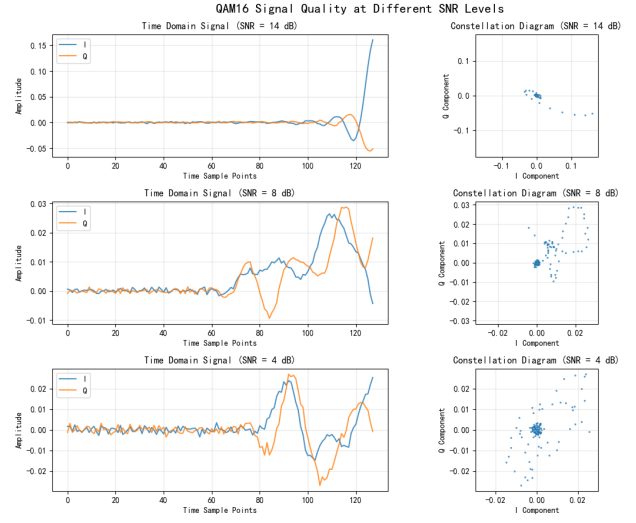 QAM16 Signal Quality at Different SNR Levels
Time Domain Signal (SNR = 14 dB)
I
Q
0.15
0.10
0.05
0.00
−0.05
Amplitude
0 20 40 60 80 100 120
Time Sample Points
Constellation Diagram (SNR = 14 dB)
0.1
0.0
−0.1
Q Component
−0.1 0.0 0.1
I Component
Time Domain Signal (SNR = 8 dB)
I
Q
0.03
0.02
0.01
0.00
−0.01
Amplitude
0 20 40 60 80 100 120
Time Sample Points
Constellation Diagram (SNR = 8 dB)
0.03
0.02
0.01
0.00
−0.01
−0.02
−0.03
Q Component
−0.02 0.00 0.02
I Component
Time Domain Signal (SNR = 4 dB)
I
Q
0.02
0.01
0.00
−0.01
−0.02
Amplitude
0 20 40 60 80 100 120
Time Sample Points
Constellation Diagram (SNR = 4 dB)
0.02
0.01
0.00
−0.01
−0.02
Q Component
−0.02 0.00 0.02
I Component